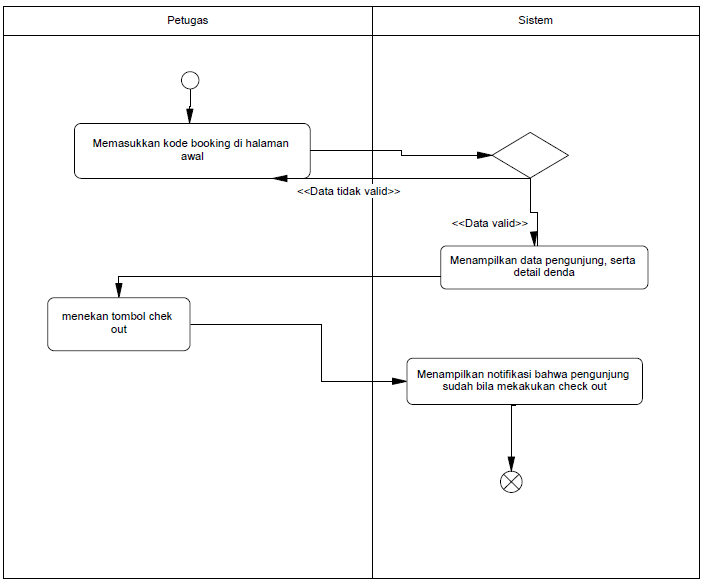 Petugas
Sistem
Memasukkan kode booking di halaman
awal
<<Data tidak valid>>
<<Data valid>>
Menampilkan data pengunjung, serta
detail denda
menekan tombol chek
out
Menampilkan notifikasi bahwa pengunjung
sudah bila mekakukan check out